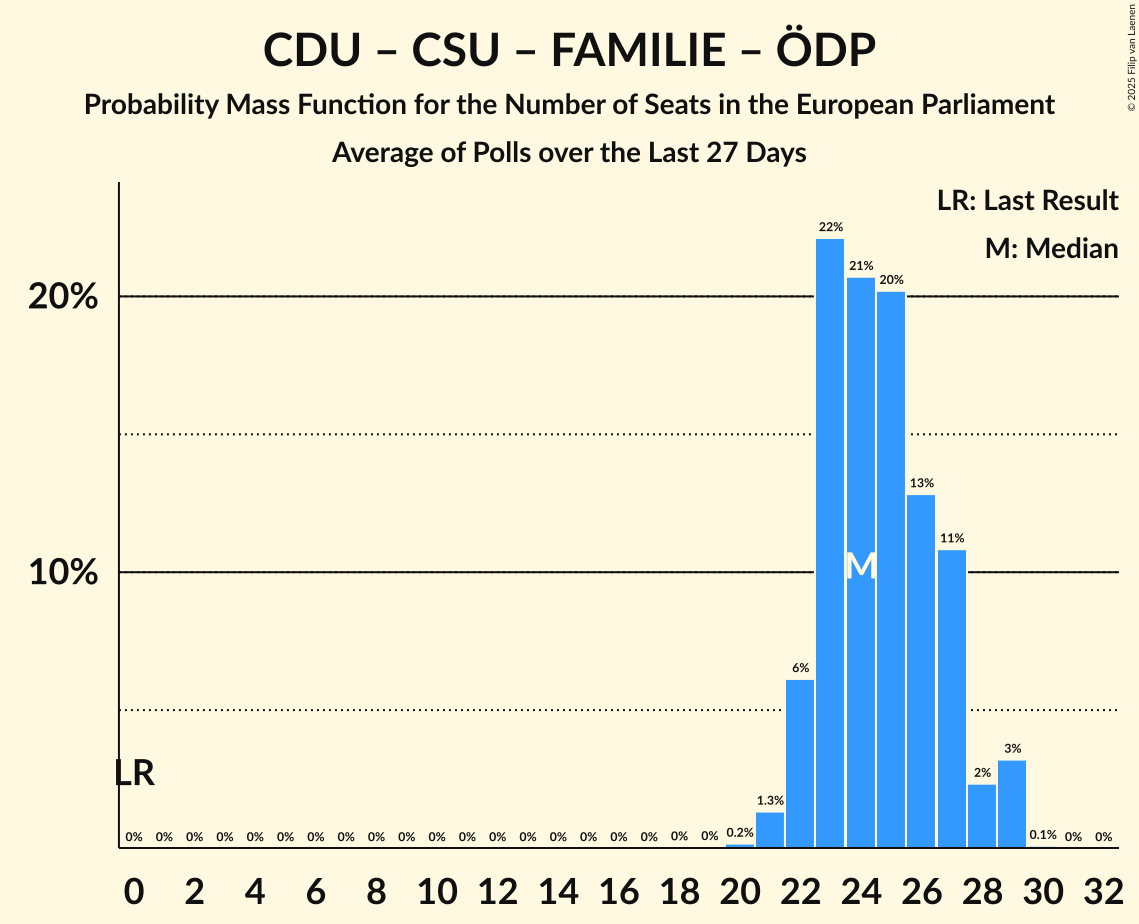 CDU – CSU – FAMILIE – ÖDP
Probability Mass Function for the Number of Seats in the European Parliament
Average of Polls over the Last 27 Days
© 2025 Filip van Laenen
LR: Last Result
M: Median
20%
10%
LR
M
0% 0% 0% 0% 0% 0% 0% 0% 0% 0% 0% 0% 0% 0% 0% 0% 0% 0% 0% 0% 0.2% 1.3% 6% 22% 21% 20% 13% 11% 2% 3% 0.1% 0% 0%
0 2 4 6 8 10 12 14 16 18 20 22 24 26 28 30 32